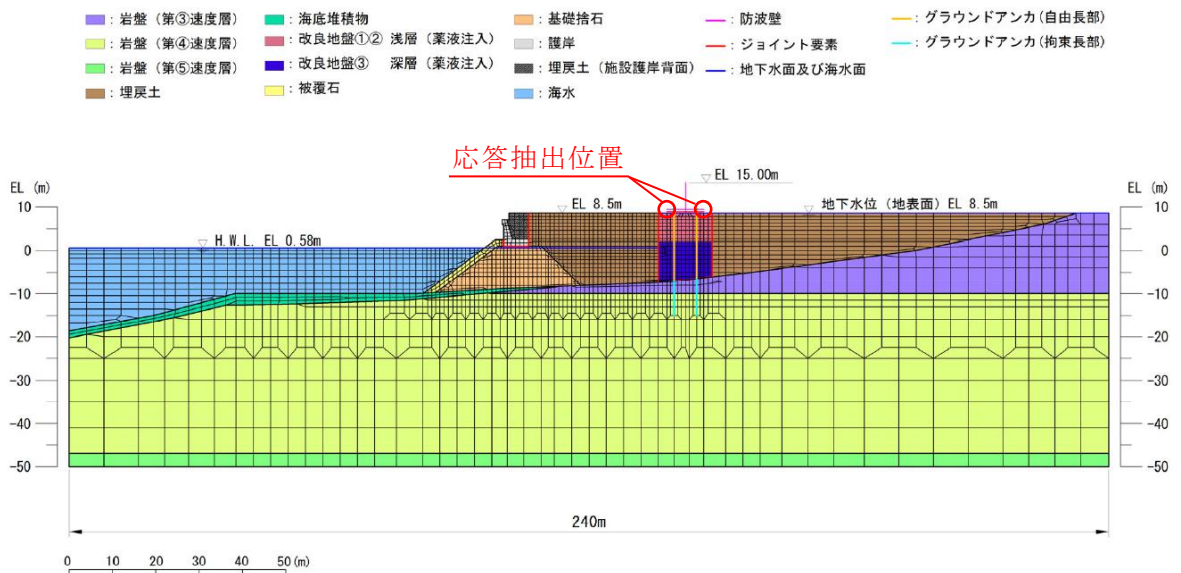 ：岩盤（第③速度層）
：海底堆積物
：基礎捨石
：防波壁
：グラウンドアンカ(自由長部)
：岩盤（第④速度層）
：改良地盤①② 浅層（薬液注入）
：護岸
：ジョイント要素
：グラウンドアンカ(拘束長部)
：岩盤（第⑤速度層）
：改良地盤③ 深層（薬液注入）
：埋戻土（施設護岸背面）
：地下水面及び海水面
：埋戻土
：被覆石
：海水
応答抽出位置
EL 15.00m
EL (m)
EL (m)
10
EL 8.5m
地下水位（地表面）EL 8.5m
10
H.W.L. EL 0.58m
0
0
-10
-10
-20
-20
-30
-30
-40
-40
-50
-50
240m
0 10 20 30 40 50(m)